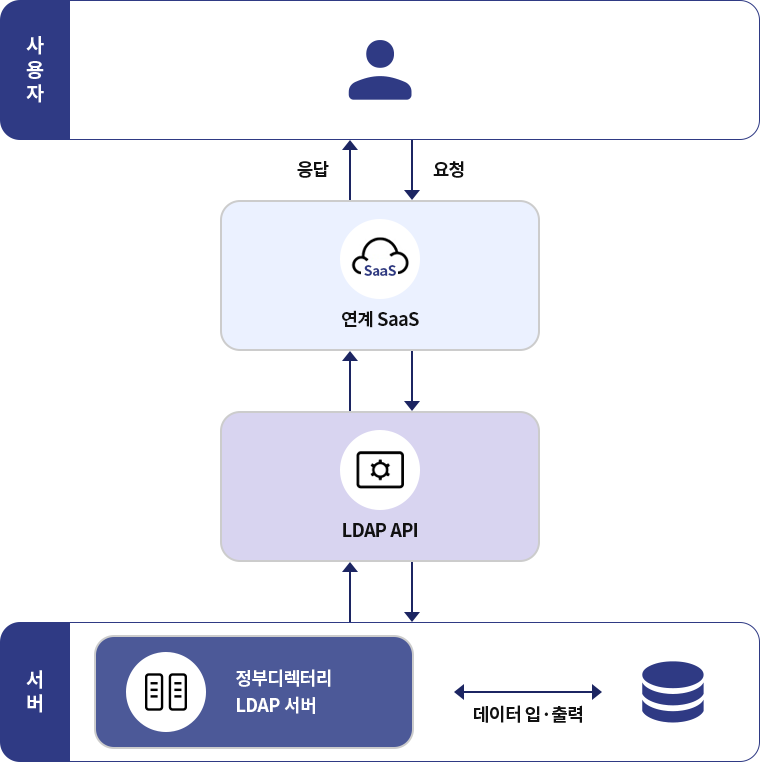 사용자
응답
요청
SaaS
연계 SaaS
LDAP API
서버
정부디렉터리
LDAP 서버
데이터 입·출력